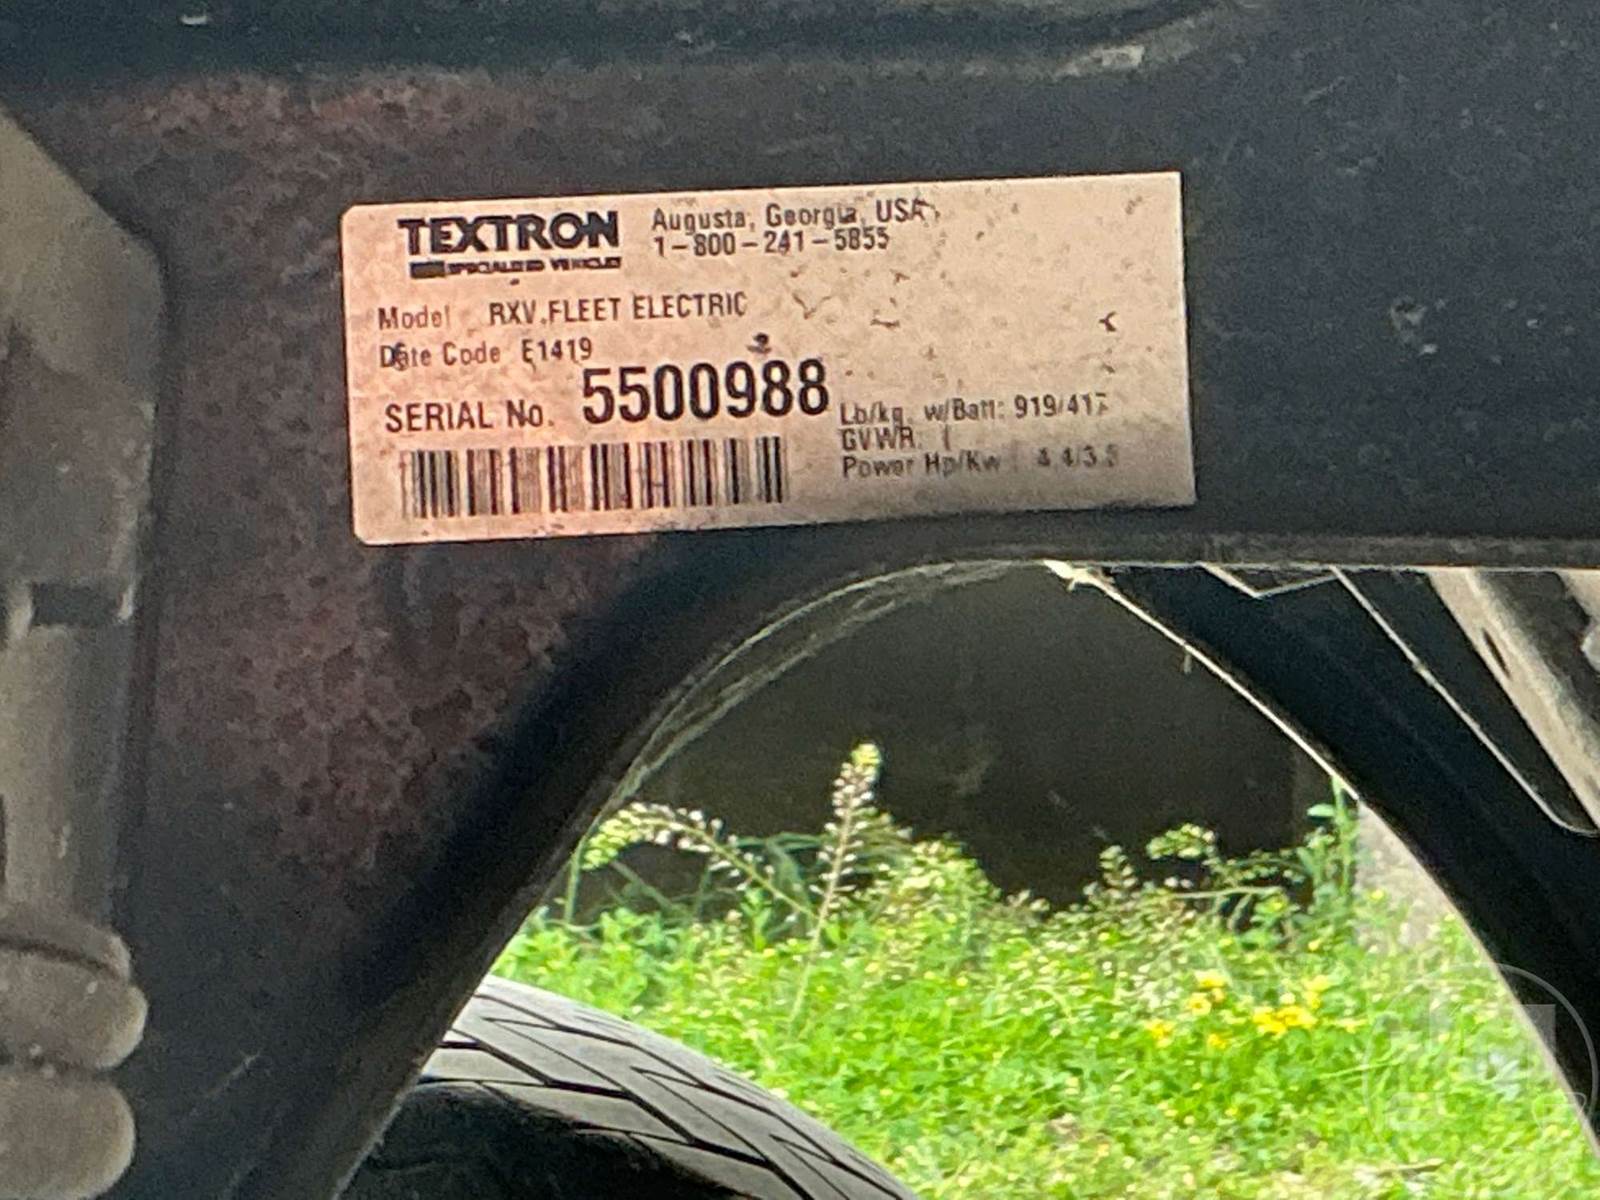 TEXTRON
SPECIALIZED VEHICLES
Augusta, Georgia, USA
1-800-241-5855
Model RXV.FLEET ELECTRIC
Date Code E1419
SERIAL No. 5500988
Lb/kg. w/Batt: 919/417
GVWR: /
Power Hp/Kw :